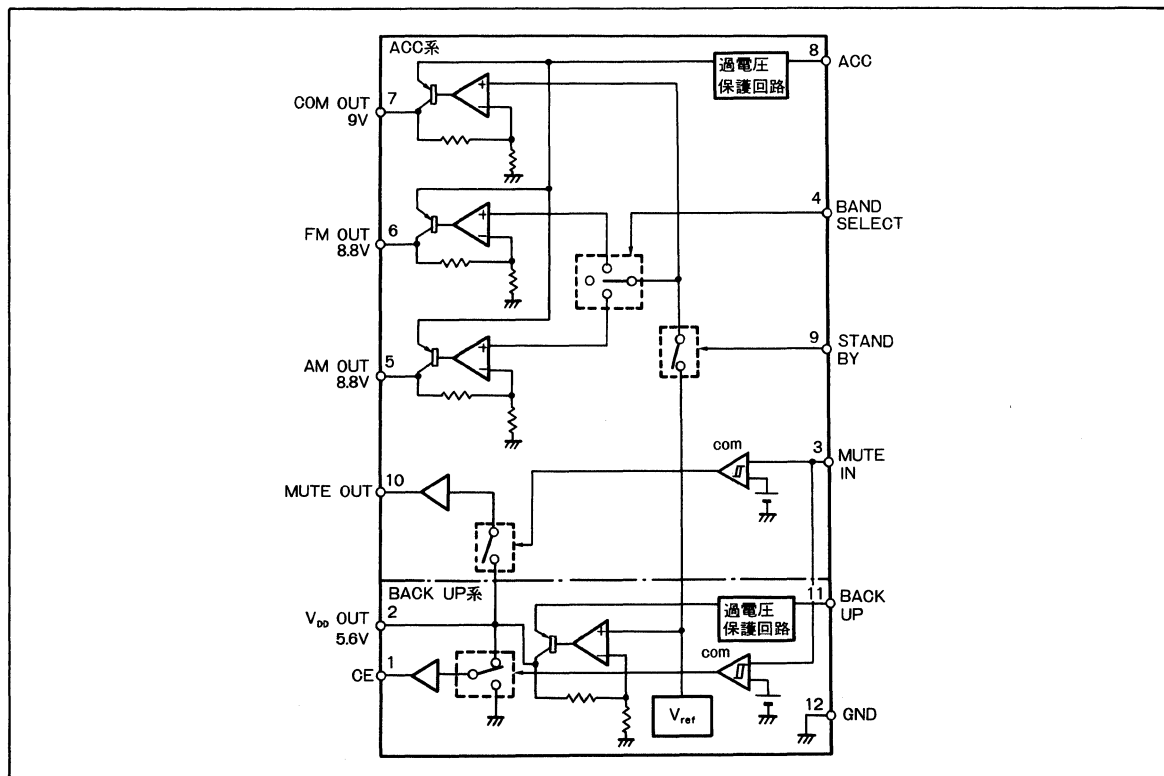 ACC系
過電圧
保護回路
8
ACC
COM OUT
7
9V
+
−
4
BAND
SELECT
FM OUT
6
8.8V
+
−
9
STAND
BY
AM OUT
5
8.8V
+
−
com
3
MUTE
IN
MUTE OUT
10
BACK UP系
過電圧
保護回路
11
BACK
UP
VDD OUT
2
5.6V
+
−
com
CE
1
Vref
12
GND